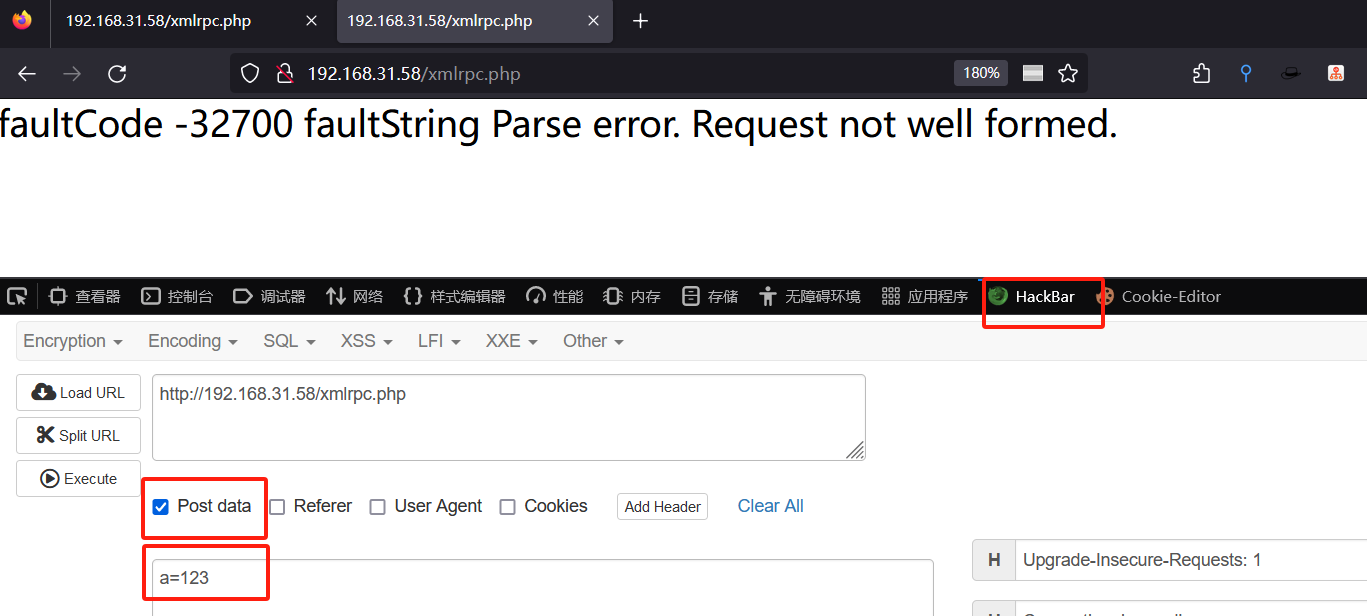 192.168.31.58/xmlrpc.php
192.168.31.58/xmlrpc.php
192.168.31.58/xmlrpc.php
180%
faultCode -32700 faultString Parse error. Request not well formed.
查看器 控制台 调试器 网络 样式编辑器 性能 内存 存储 无障碍环境 应用程序 HackBar Cookie-Editor
Encryption Encoding SQL XSS LFI XXE Other
Load URL
http://192.168.31.58/xmlrpc.php
Split URL
Execute
Post data Referer User Agent Cookies Add Header Clear All
H Upgrade-Insecure-Requests: 1
a=123